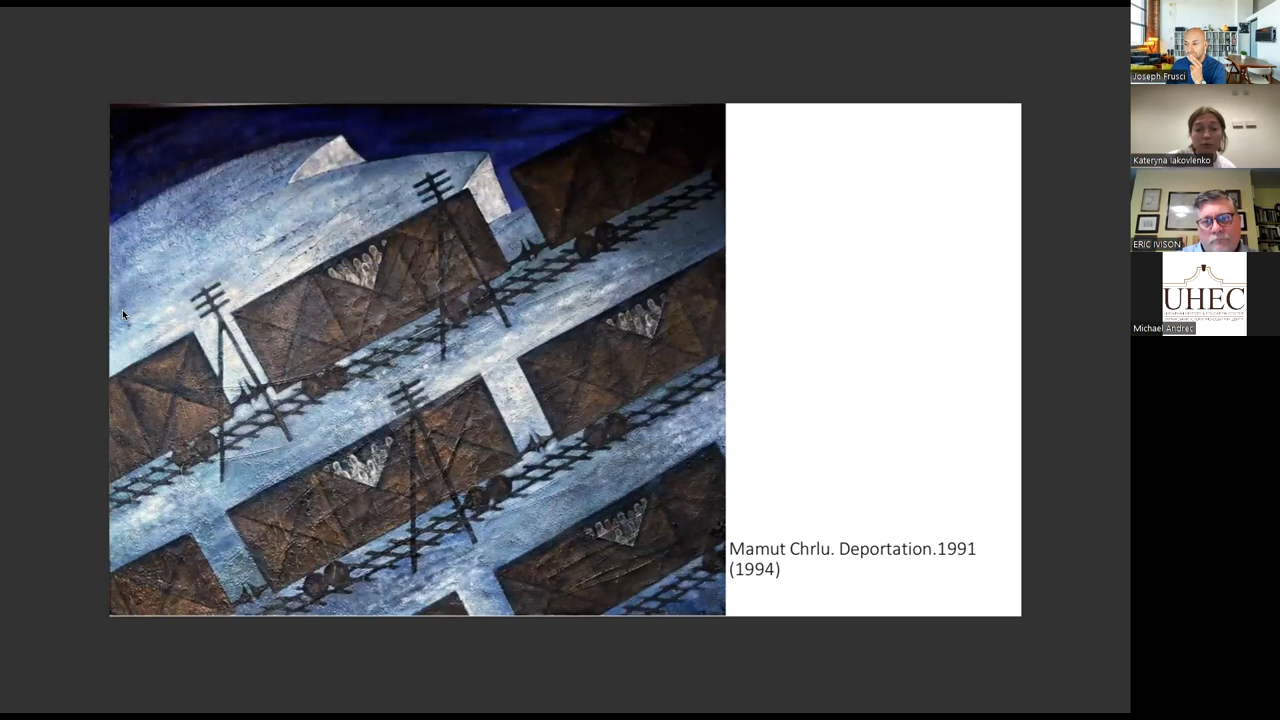 Mamut Chrlu. Deportation.1991
(1994)
Joseph Frusci
Kateryna Iakovlenko
ERIC IVISON
UHEC
Michael Andrec